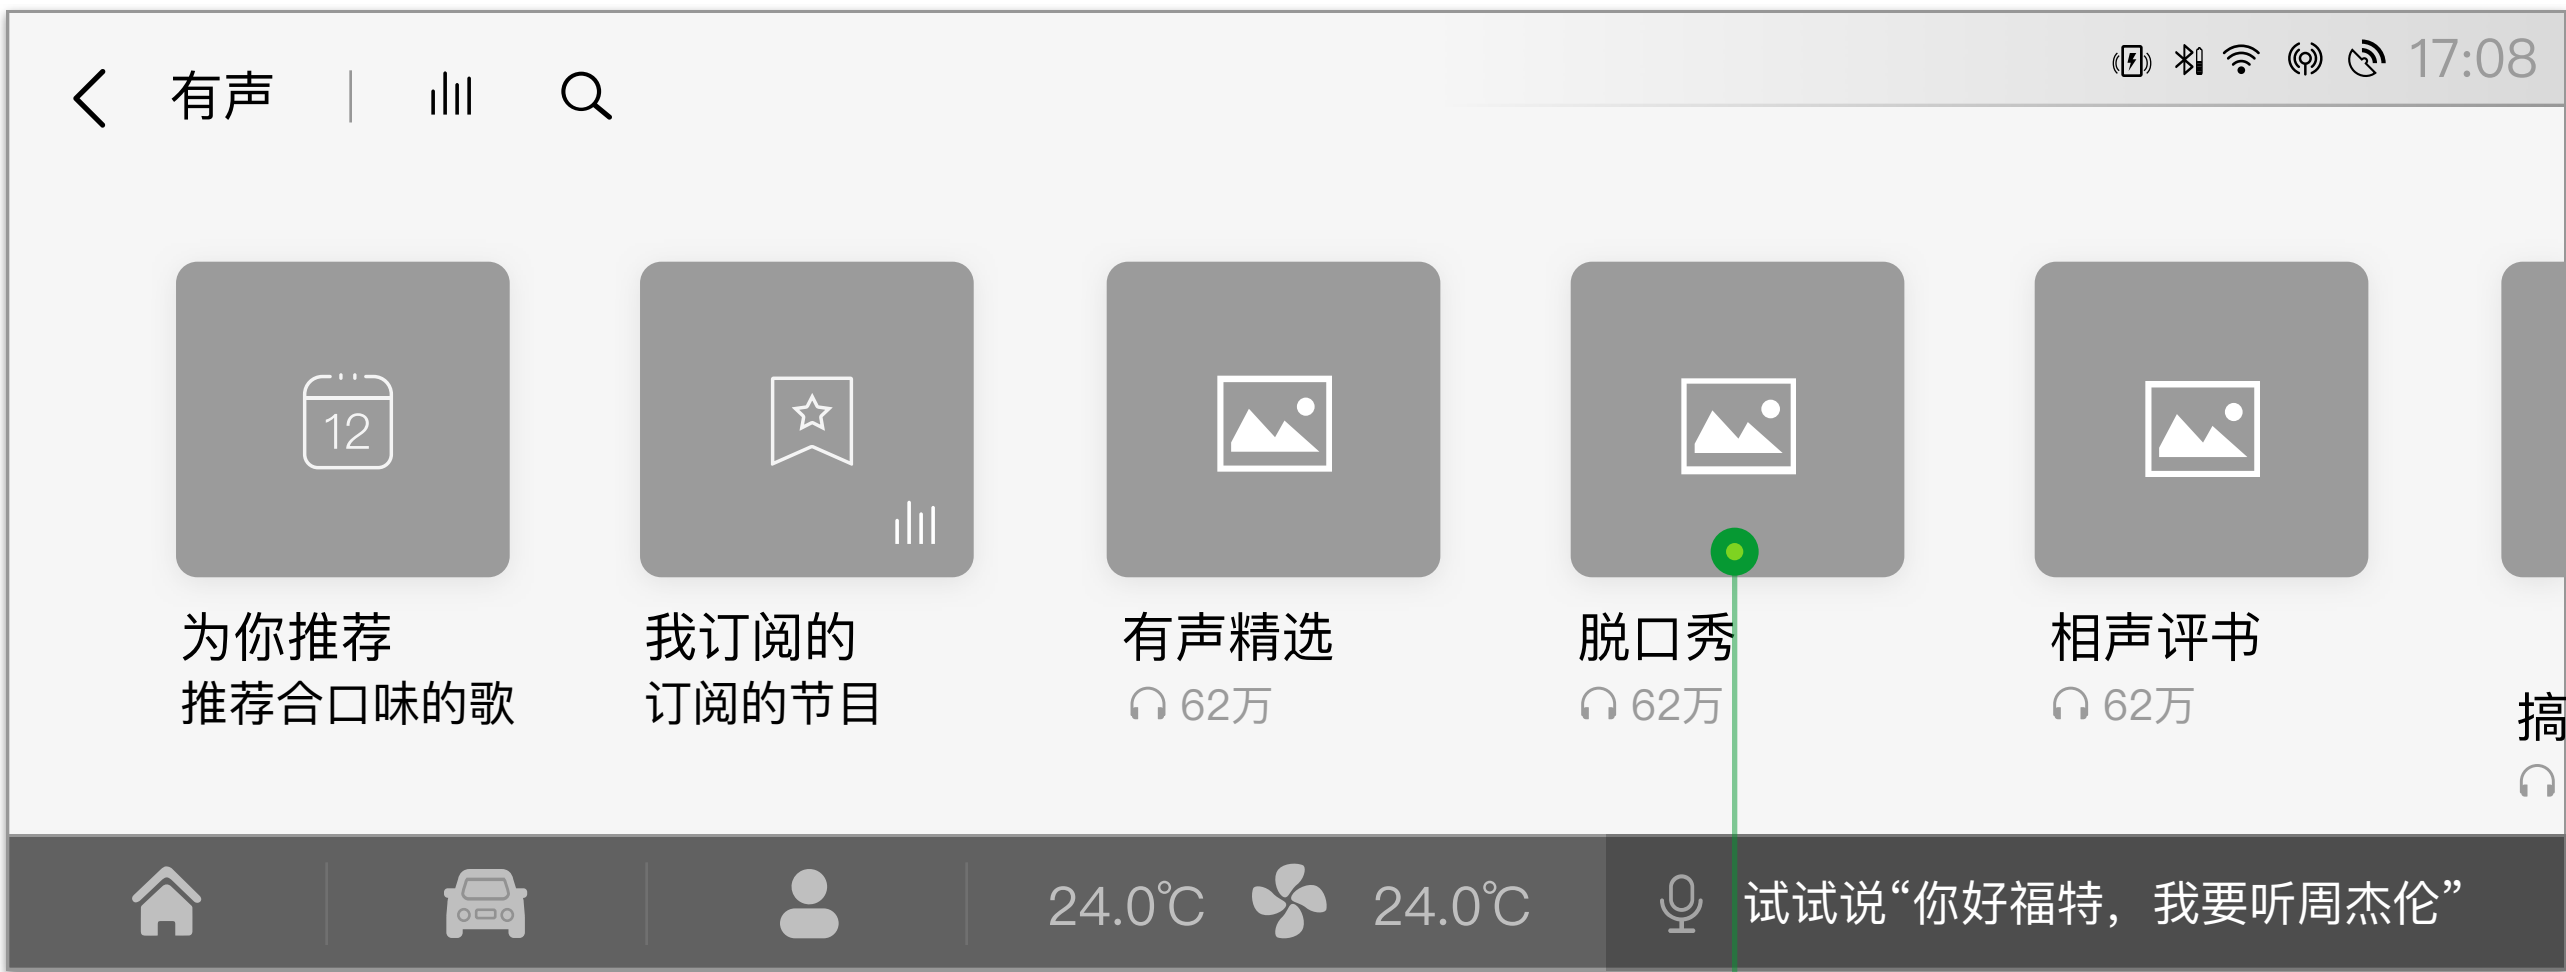 17:08
有声
12
为你推荐
推荐合口味的歌
我订阅的
订阅的节目
有声精选
62万
脱口秀
62万
相声评书
62万
搞
24.0℃
24.0℃
试试说“你好福特，我要听周杰伦”